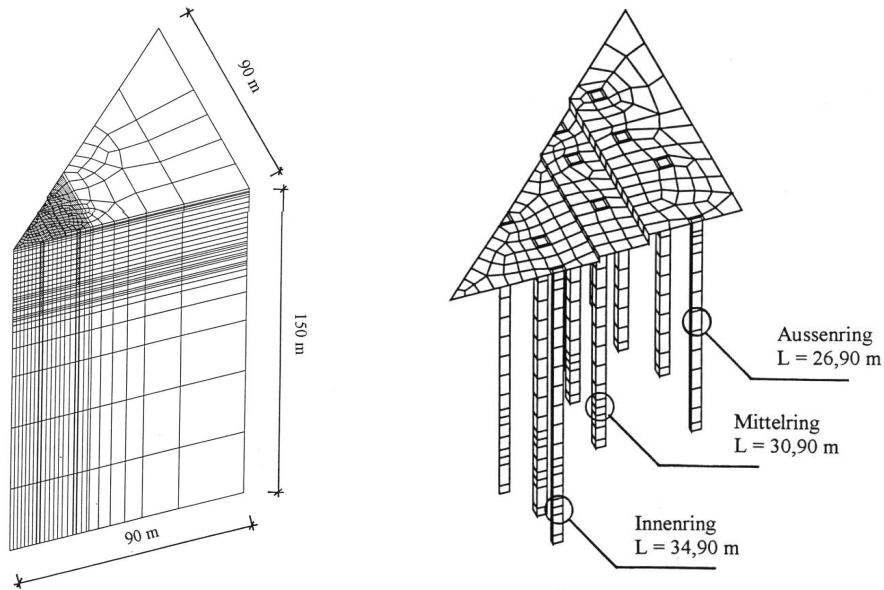 90 m
150 m
90 m
Aussenring
L = 26,90 m
Mittelring
L = 30,90 m
Innenring
L = 34,90 m